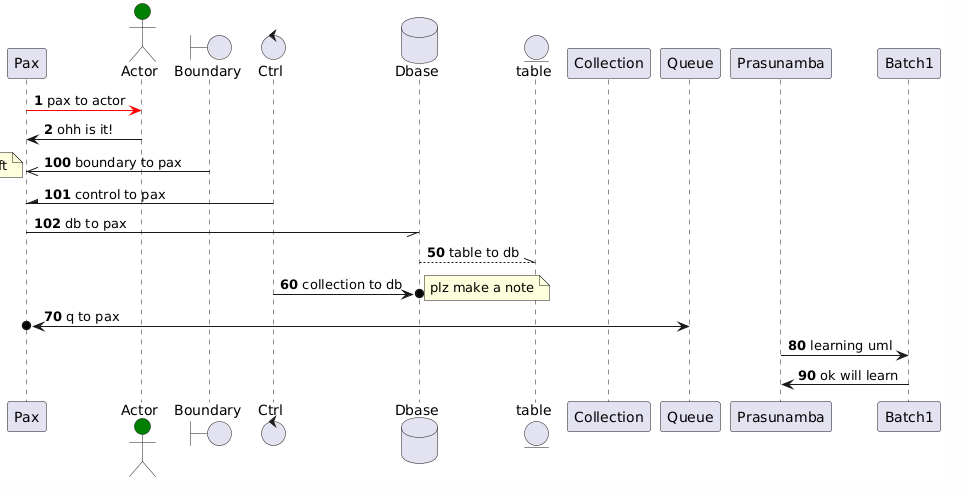 Pax Actor Boundary Ctrl Dbase table Collection Queue Prasunamba Batch1
1 pax to actor
2 ohh is it!
ft 100 boundary to pax
101 control to pax
102 db to pax
50 table to db
60 collection to db plz make a note
70 q to pax
80 learning uml
90 ok will learn
Pax Actor Boundary Ctrl Dbase table Collection Queue Prasunamba Batch1